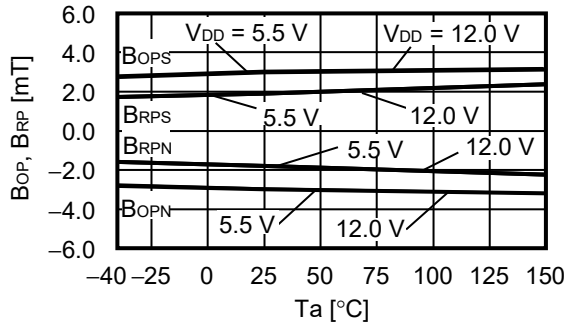 BOP, BRP [mT]
6.0
4.0
2.0
0.0
−2.0
−4.0
−6.0
VDD = 5.5 V
VDD = 12.0 V
BOPS
BRPS
5.5 V
12.0 V
BRPN
5.5 V
12.0 V
BOPN
5.5 V
12.0 V
−40 −25 0 25 50 75 100 125 150
Ta [°C]